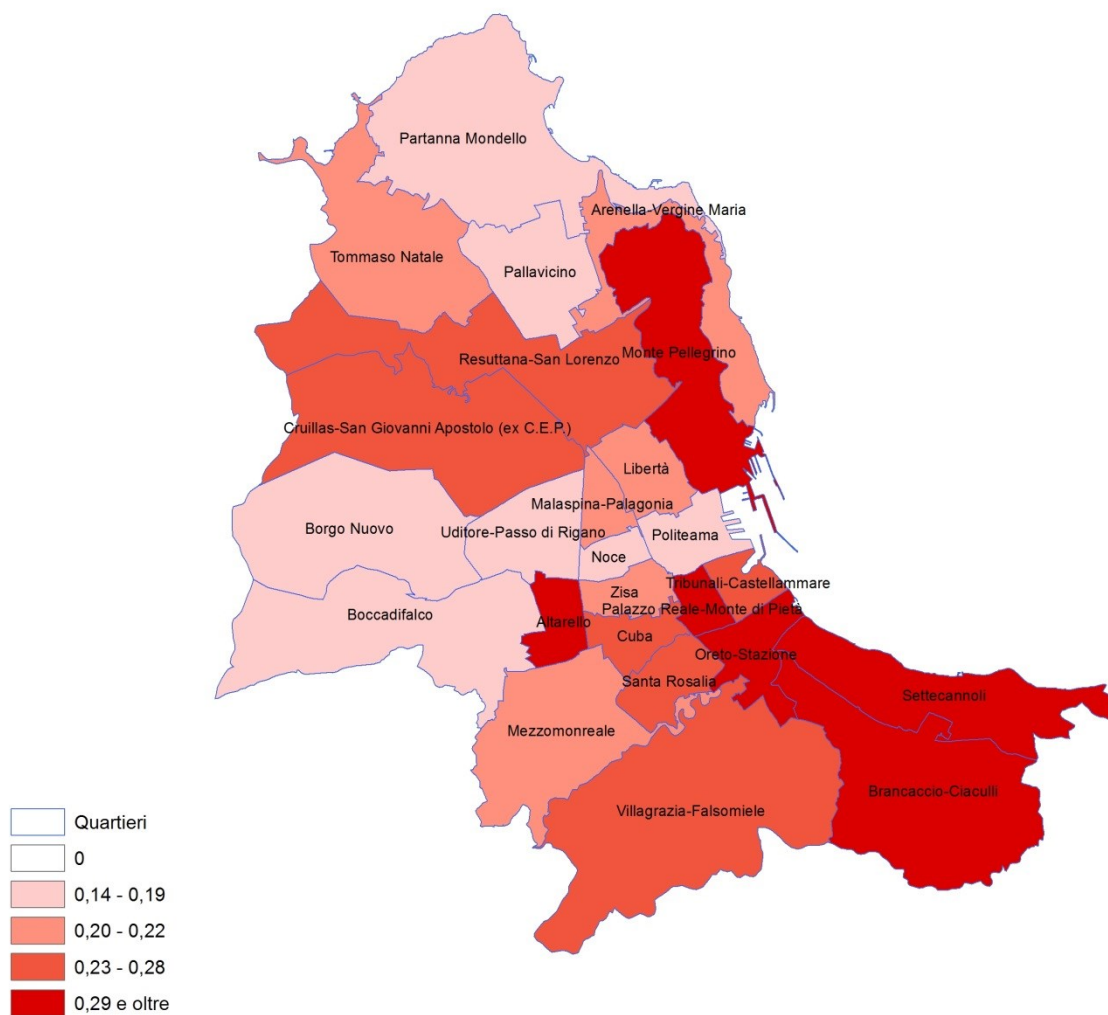 Partanna Mondello
Arenella-Vergine Maria
Tommaso Natale
Pallavicino
Resuttana-San Lorenzo
Monte Pellegrino
Cruillas-San Giovanni Apostolo (ex C.E.P.)
Libertà
Malaspina-Palagonia
Borgo Nuovo
Uditore-Passo di Rigano
Politeama
Noce
Tribunali-Castellammare
Zisa
Palazzo Reale-Monte di Pietà
Boccadifalco
Altarello
Cuba
Oreto-Stazione
Santa Rosalia
Settecannoli
Mezzomonreale
Brancaccio-Ciaculli
Villagrazia-Falsomiele
Quartieri
0
0,14 - 0,19
0,20 - 0,22
0,23 - 0,28
0,29 e oltre